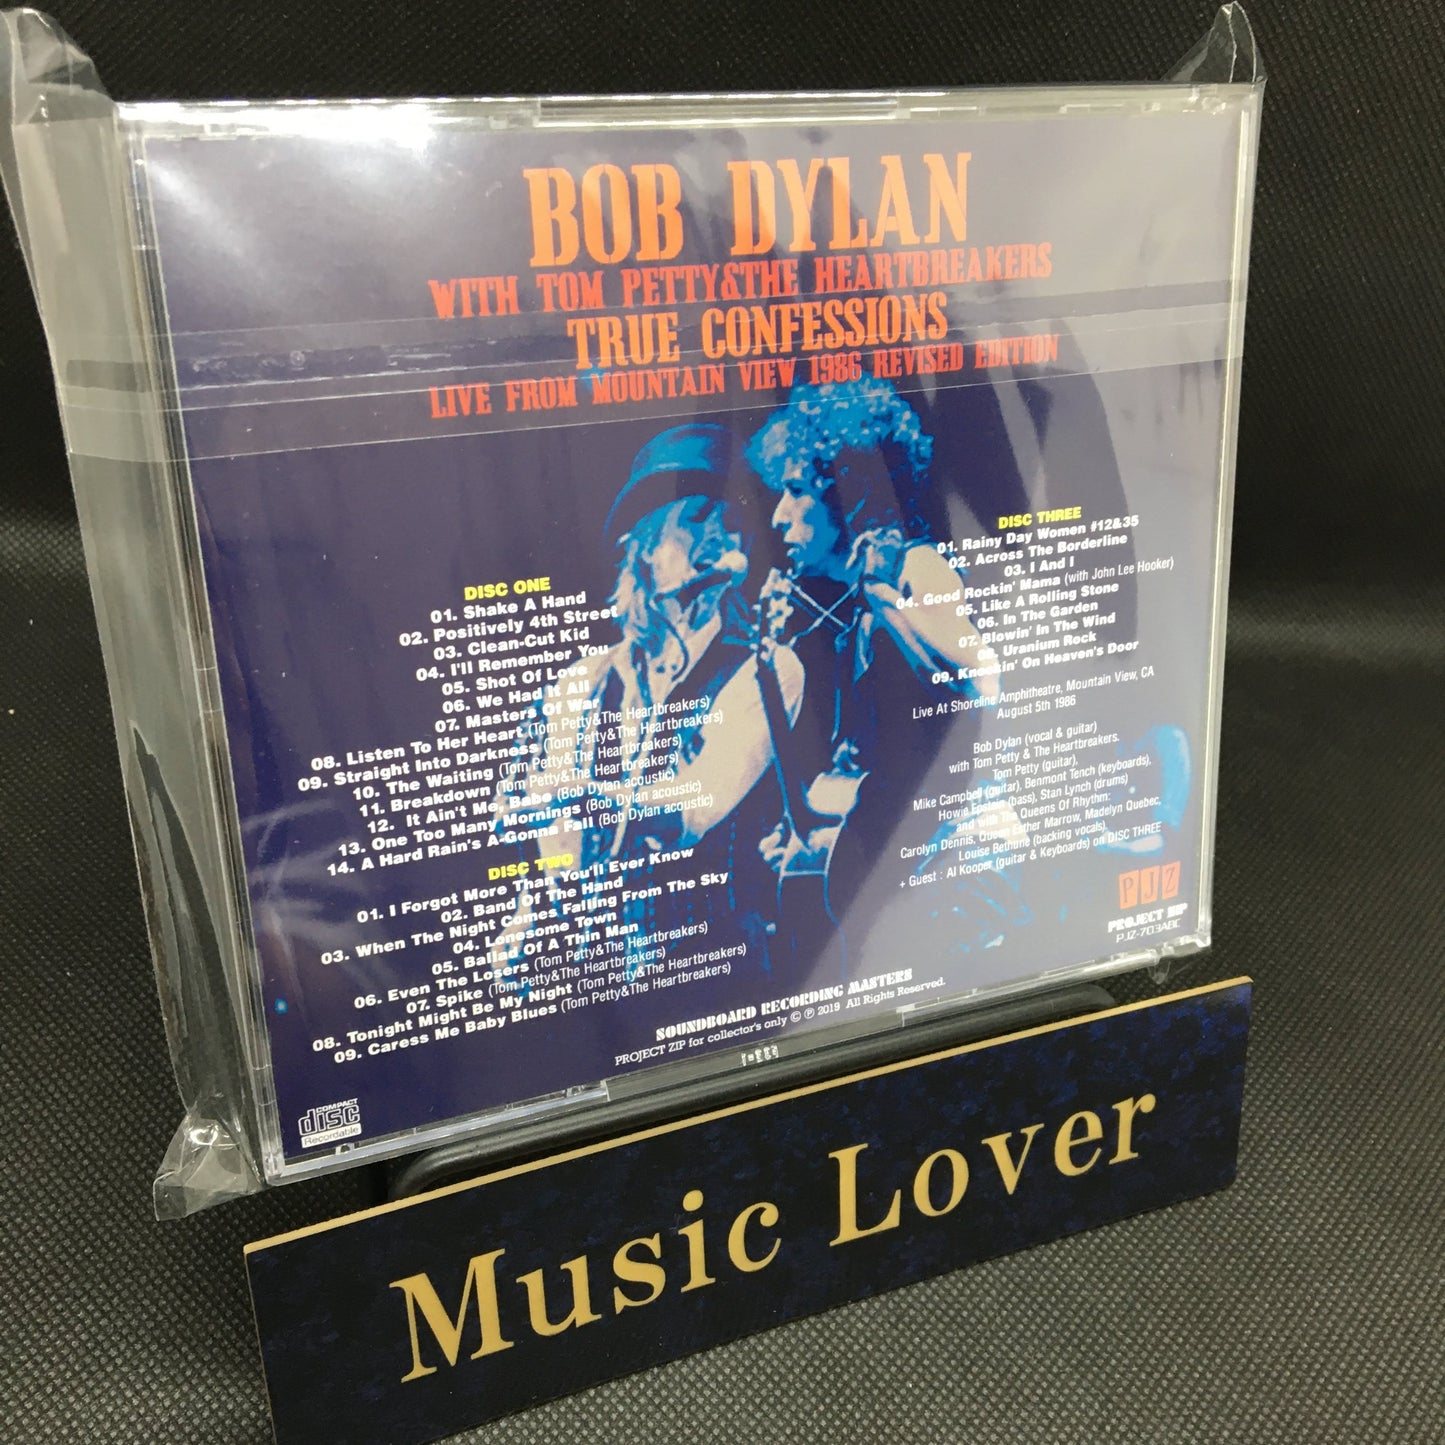 BOB DYLAN
WITH TOM PETTY&THE HEARTBREAKERS
TRUE CONFESSIONS
LIVE FROM MOUNTAIN VIEW 1986 REVISED EDITION
DISC ONE
01. Shake A Hand
02. Positively 4th Street
03. Clean-Cut Kid
04. I'll Remember You
05. Shot Of Love
06. We Had It All
07. Masters Of War
08. Listen To Her Heart (Tom Petty&The Heartbreakers)
09. Straight Into Darkness (Tom Petty&The Heartbreakers)
10. The Waiting (Tom Petty&The Heartbreakers)
11. Breakdown (Tom Petty&The Heartbreakers)
12. It Ain't Me, Babe (Bob Dylan acoustic)
13. One Too Many Mornings (Bob Dylan acoustic)
14. A Hard Rain's A-Gonna Fall (Bob Dylan acoustic)
DISC TWO
01. I Forgot More Than You'll Ever Know
02. Band Of The Hand
03. When The Night Comes Falling From The Sky
04. Lonesome Town
05. Ballad Of A Thin Man
06. Even The Losers (Tom Petty&The Heartbreakers)
07. Spike (Tom Petty&The Heartbreakers)
08. Tonight Might Be My Night (Tom Petty&The Heartbreakers)
09. Caress Me Baby Blues (Tom Petty&The Heartbreakers)
DISC THREE
01. Rainy Day Women #12&35
02. Across The Borderline
03. I And I
04. Good Rockin' Mama (with John Lee Hooker)
05. Like A Rolling Stone
06. In The Garden
07. Blowin' In The Wind
08. Uranium Rock
09. Knockin' On Heaven's Door
Live At Shoreline Amphitheatre, Mountain View, CA
August 5th 1986
Bob Dylan (vocal & guitar)
with Tom Petty & The Heartbreakers.
Tom Petty (guitar),
Mike Campbell (guitar), Benmont Tench (keyboards),
Howie Epstein (bass), Stan Lynch (drums)
and with The Queens Of Rhythm:
Carolyn Dennis, Queen Esther Marrow, Madelyn Quebec,
Louise Bethune (backing vocals)
+ Guest : Al Kooper (guitar & Keyboards) on DISC THREE
PJZ
PROJECT ZIP
PJZ-703ABC
SOUNDBOARD RECORDING MASTERS
PROJECT ZIP for collector's only © ℗ 2019 All Rights Reserved.
COMPACT
disc
Recordable
Music Lover